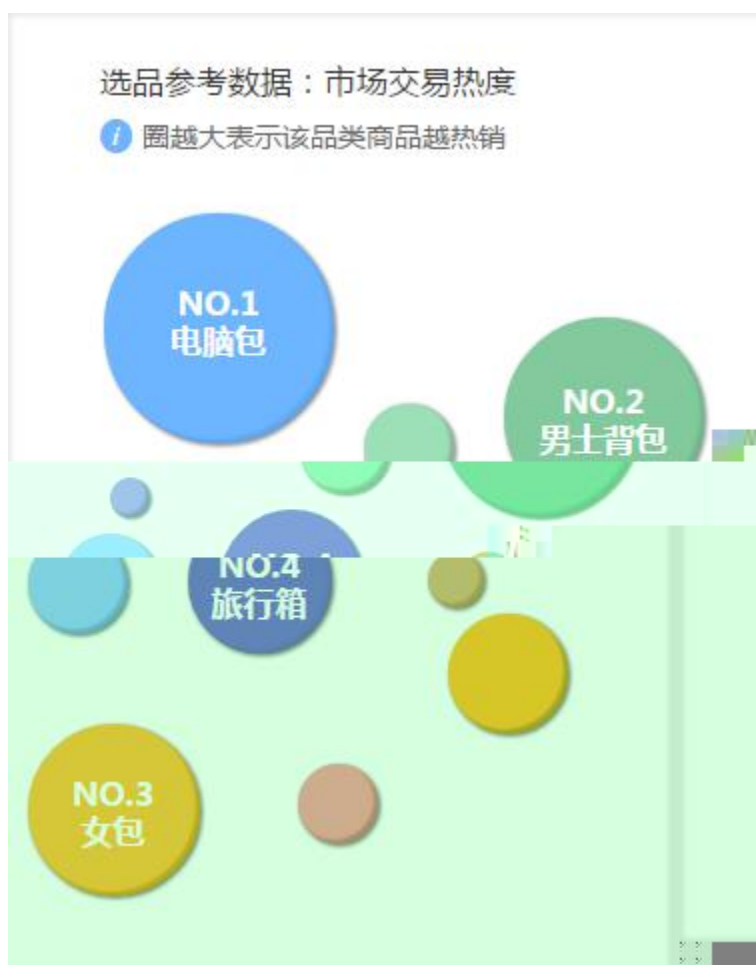 选品参考数据：市场交易热度
i 圈越大表示该品类商品越热销
NO.1
电脑包
NO.2
男士背包
NO.4
旅行箱
NO.3
女包